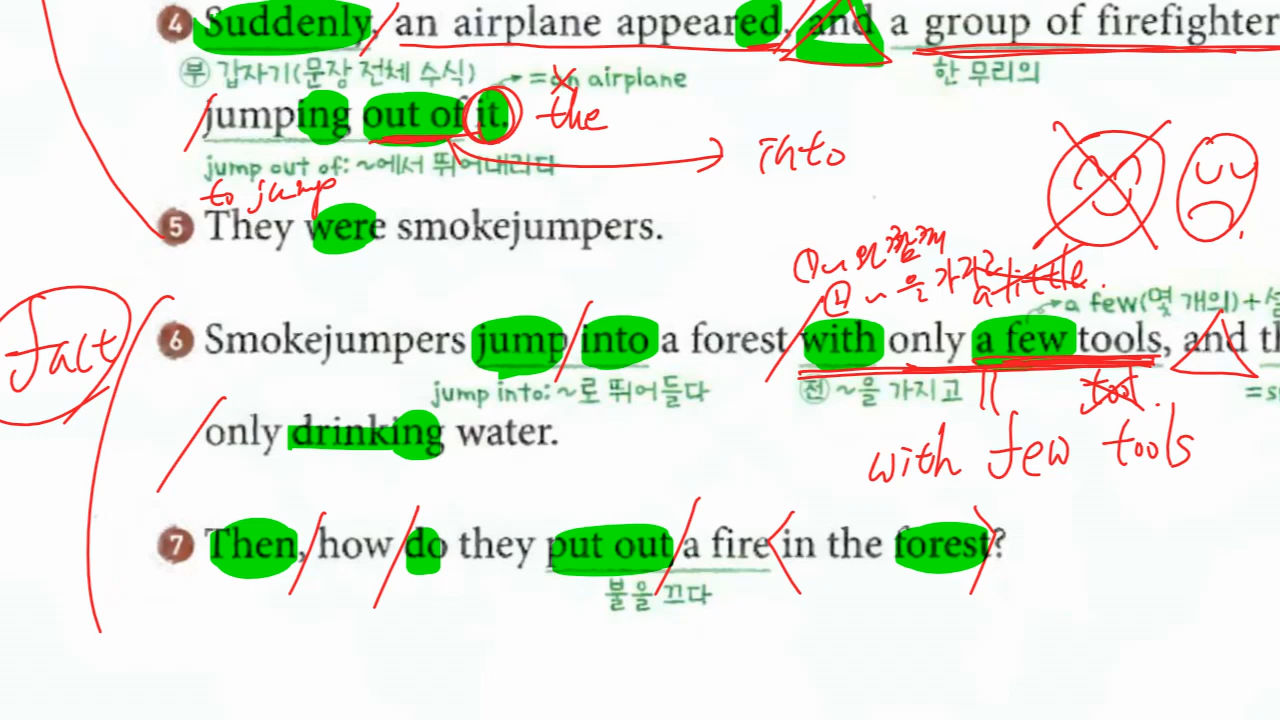 4 Suddenly, an airplane appeared, and a group of firefighter
부 갑자기(문장 전체 수식) =an airplane 한 무리의
jumping out of it. the
jump out of: ~에서 뛰어내리다 into
to jump
5 They were smokejumpers.
① ~와 함께
② ~을 가지고 a little.
a few(몇 개의)+
6 Smokejumpers jump into a forest with only a few tools, and th
jump into: ~로 뛰어들다 전 ~을 가지고 tool.
fact
only drinking water. with few tools
7 Then, how do they put out a fire in the forest?
불을 끄다